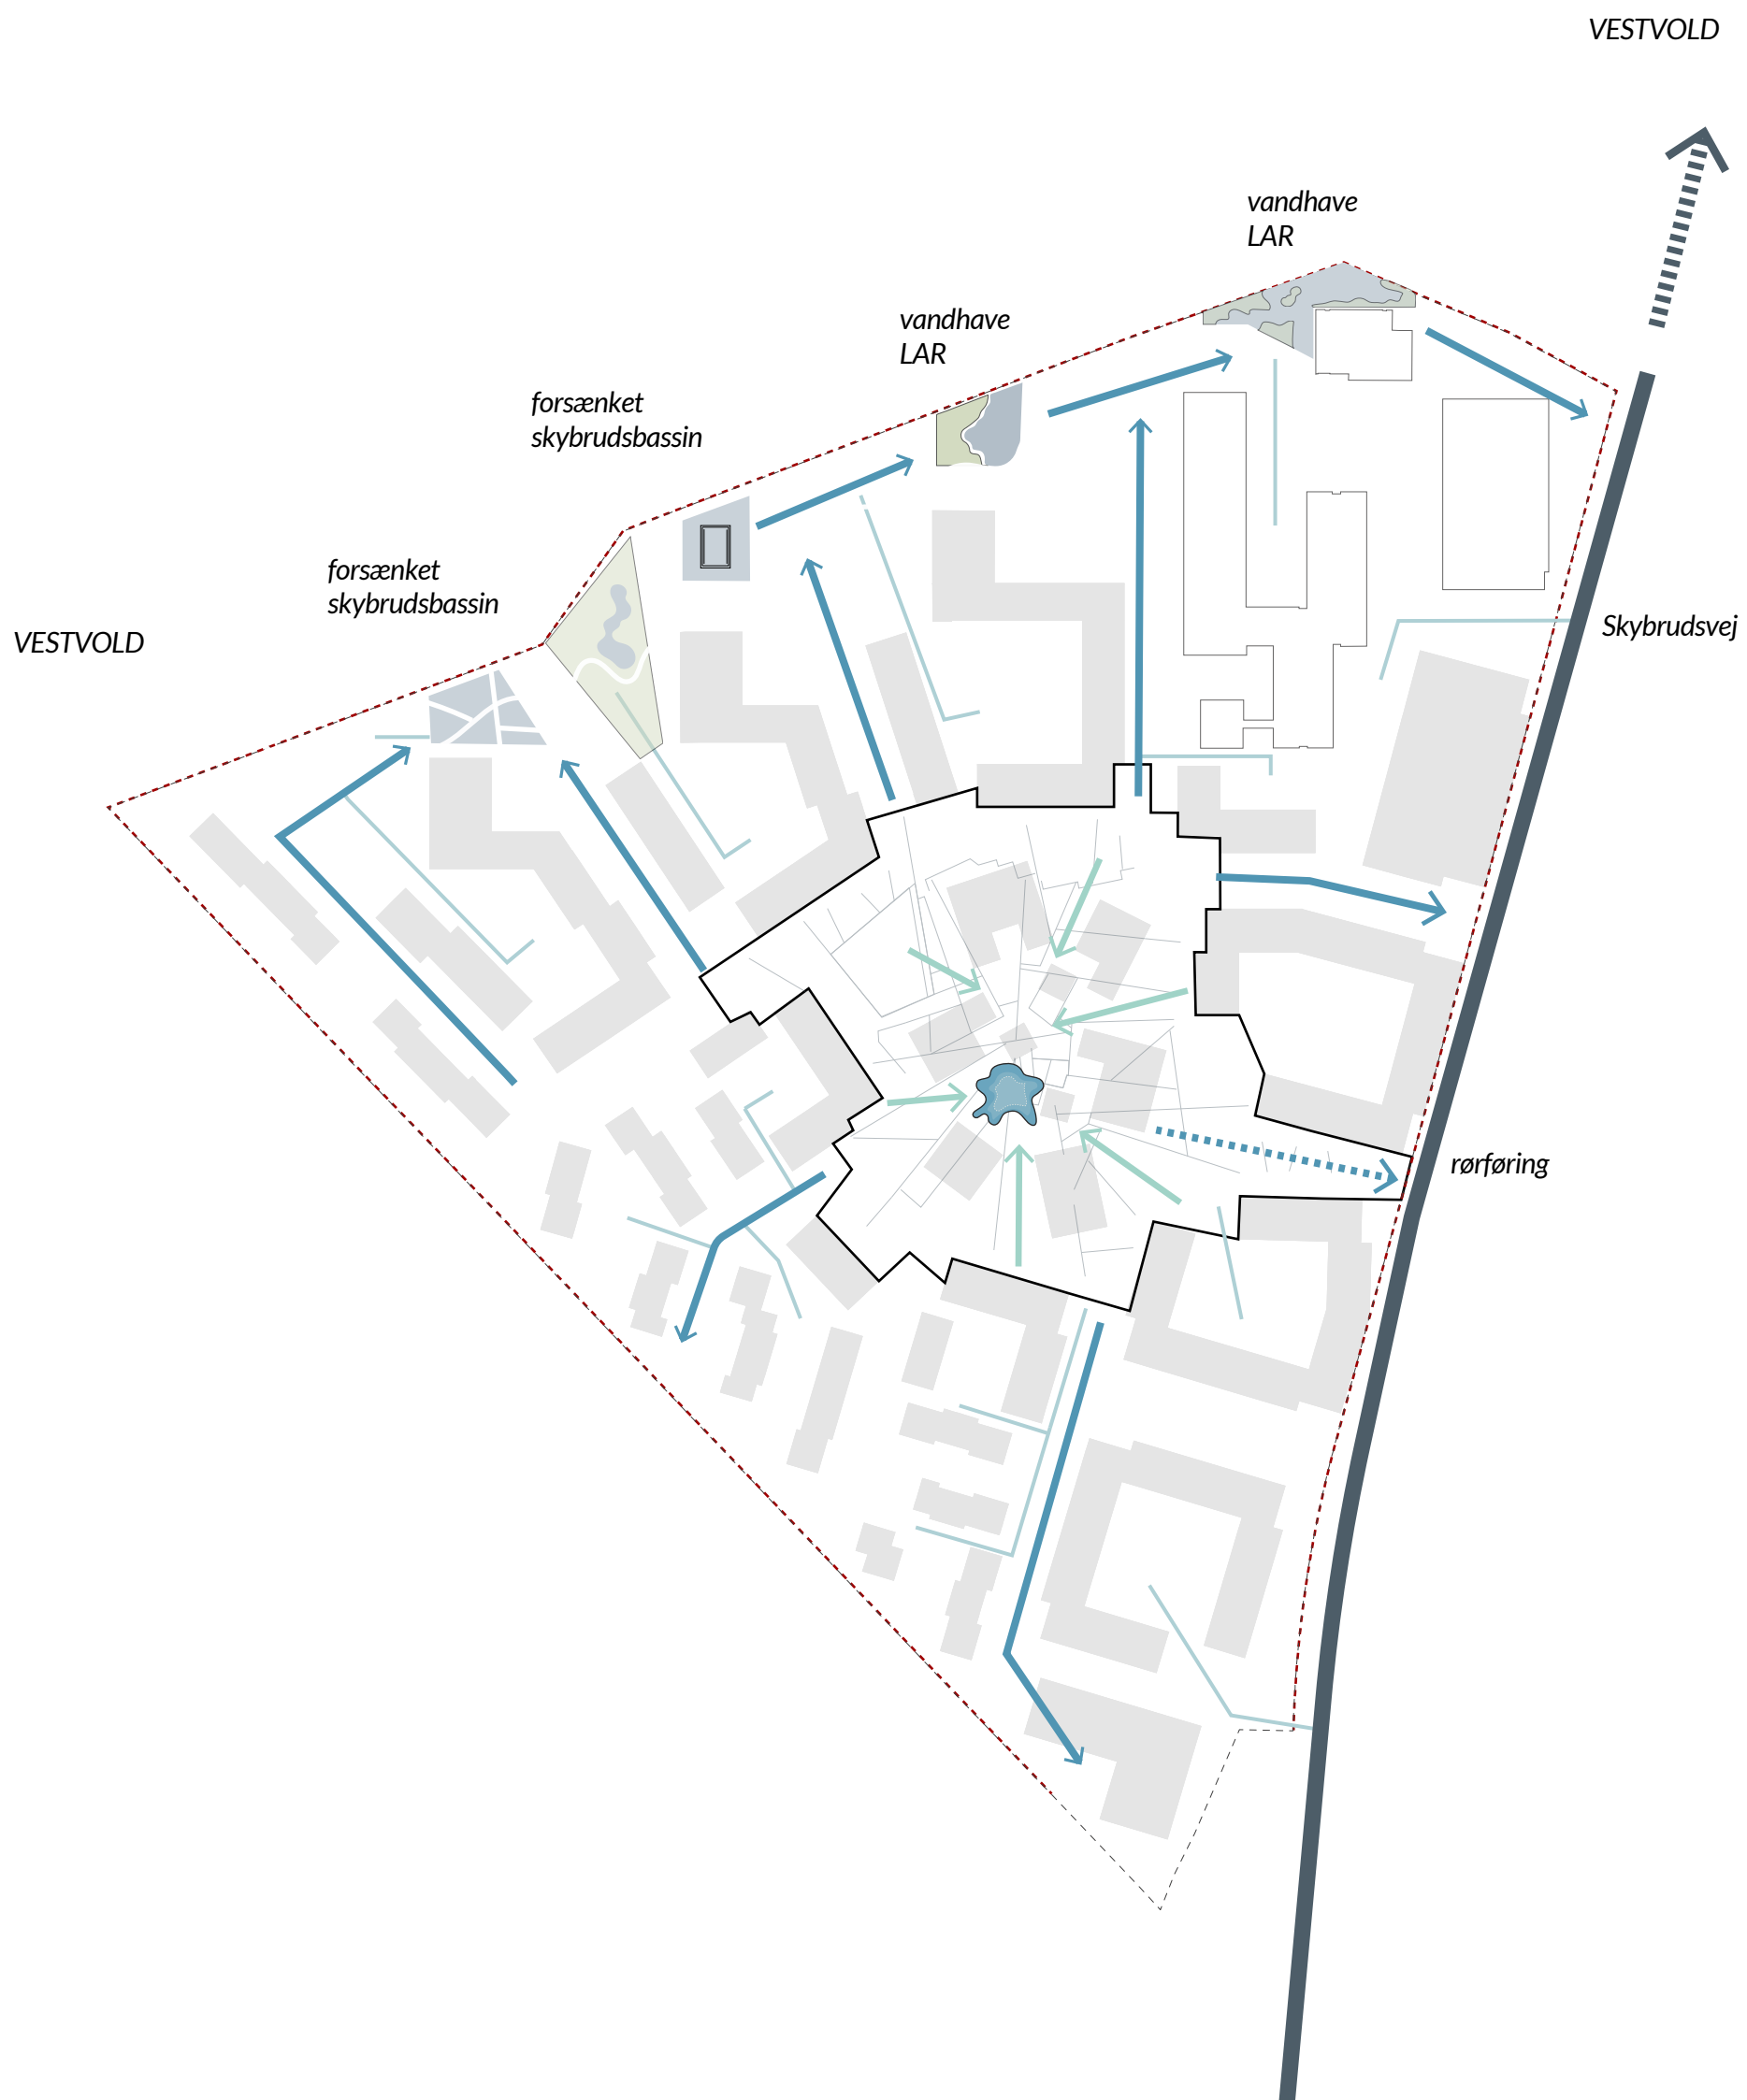 VESTVOLD
vandhave
LAR
vandhave
LAR
forsænket
skybrudsbassin
forsænket
skybrudsbassin
VESTVOLD
Skybrudsvej
rørføring